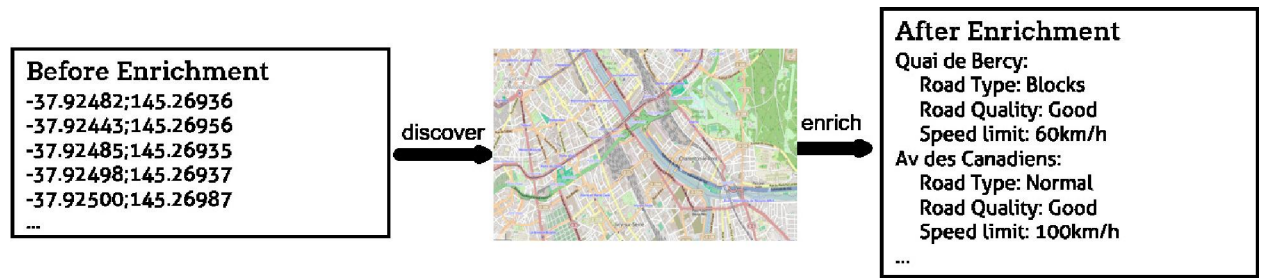 Before Enrichment
-37.92482;145.26936
-37.92443;145.26956
-37.92485;145.26935
-37.92498;145.26937
-37.92500;145.26987
...
discover
enrich
After Enrichment
Quai de Bercy:
Road Type: Blocks
Road Quality: Good
Speed limit: 60km/h
Av des Canadiens:
Road Type: Normal
Road Quality: Good
Speed limit: 100km/h
...